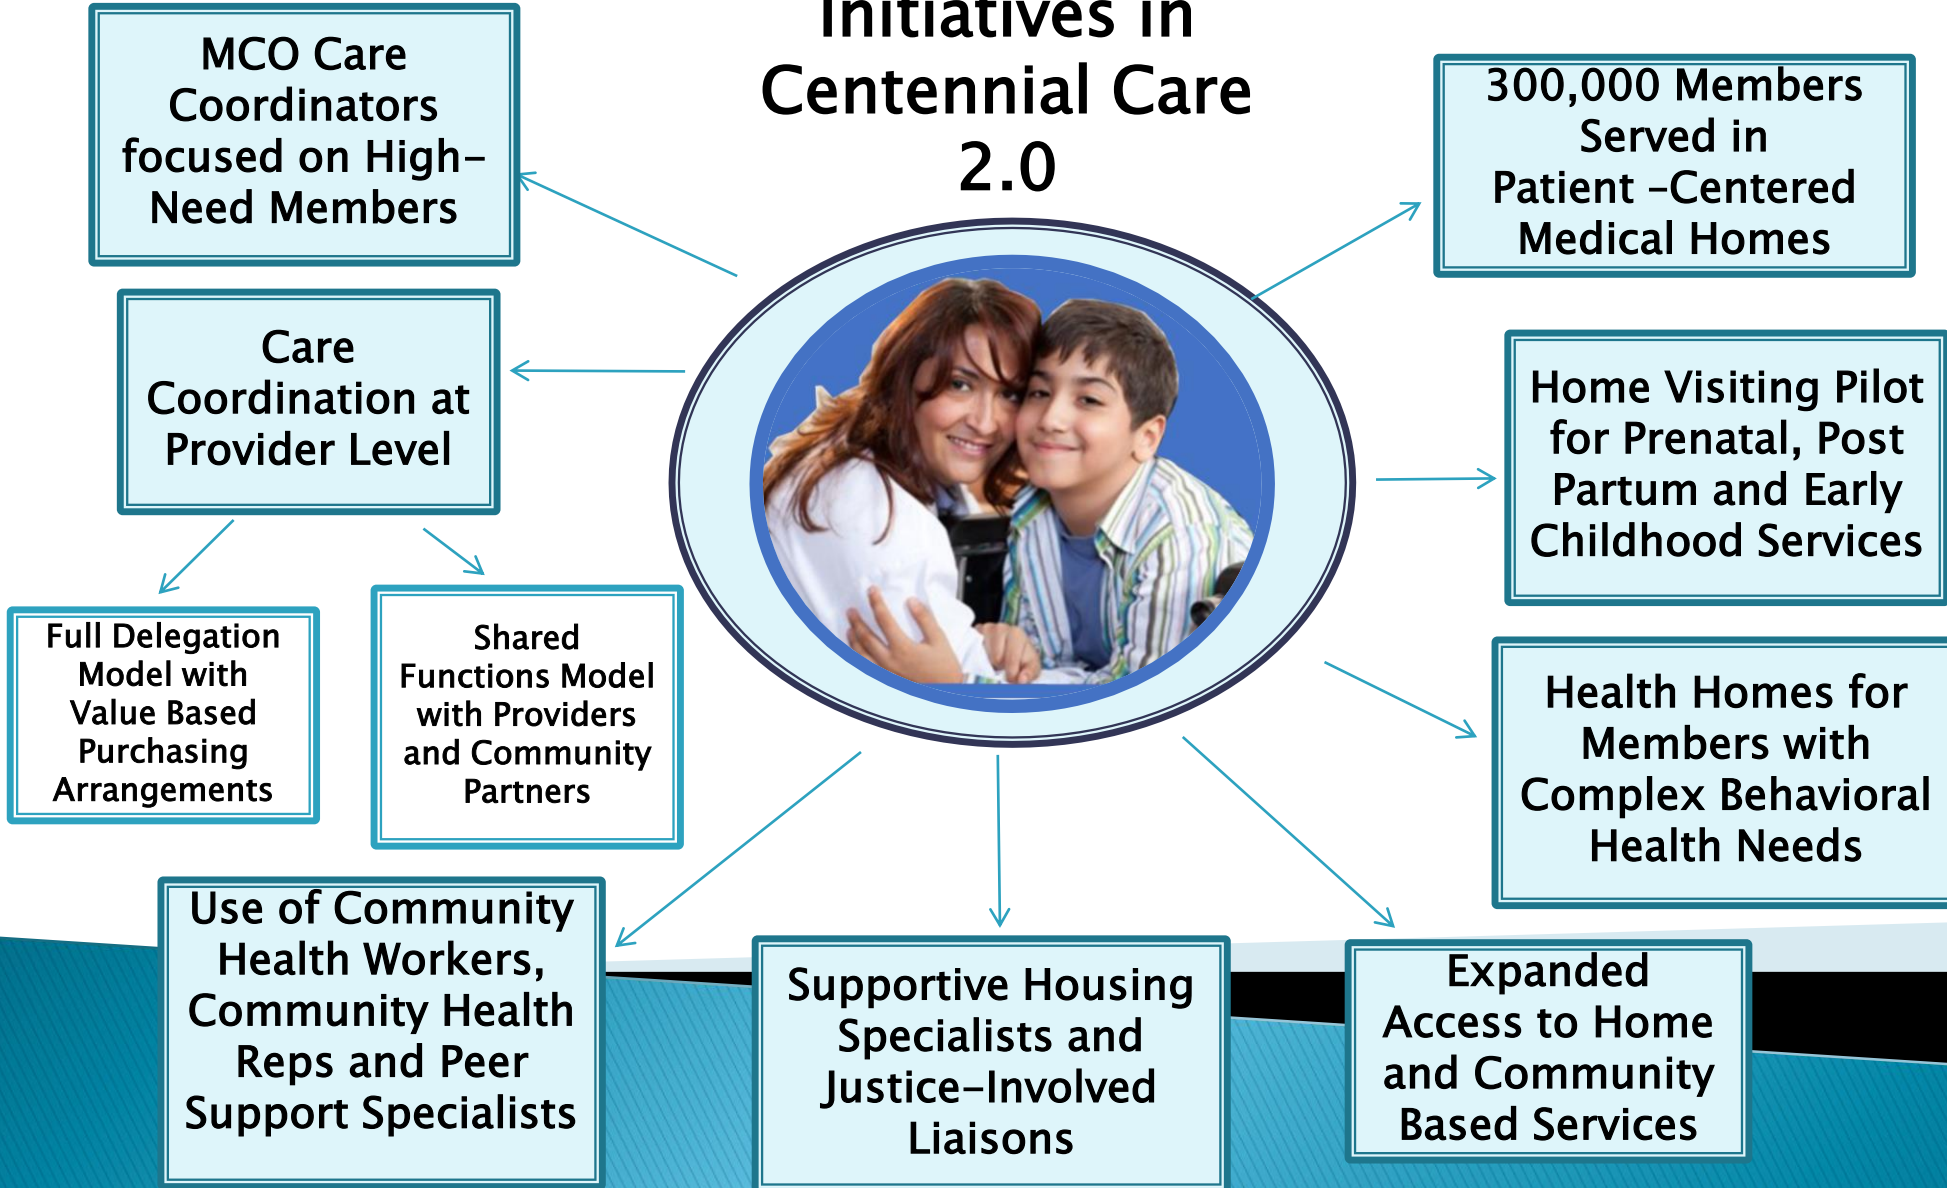 Initiatives in
Centennial Care
2.0
MCO Care
Coordinators
focused on High-
Need Members
300,000 Members
Served in
Patient -Centered
Medical Homes
Care
Coordination at
Provider Level
Home Visiting Pilot
for Prenatal, Post
Partum and Early
Childhood Services
Full Delegation
Model with
Value Based
Purchasing
Arrangements
Shared
Functions Model
with Providers
and Community
Partners
Health Homes for
Members with
Complex Behavioral
Health Needs
Use of Community
Health Workers,
Community Health
Reps and Peer
Support Specialists
Supportive Housing
Specialists and
Justice-Involved
Liaisons
Expanded
Access to Home
and Community
Based Services